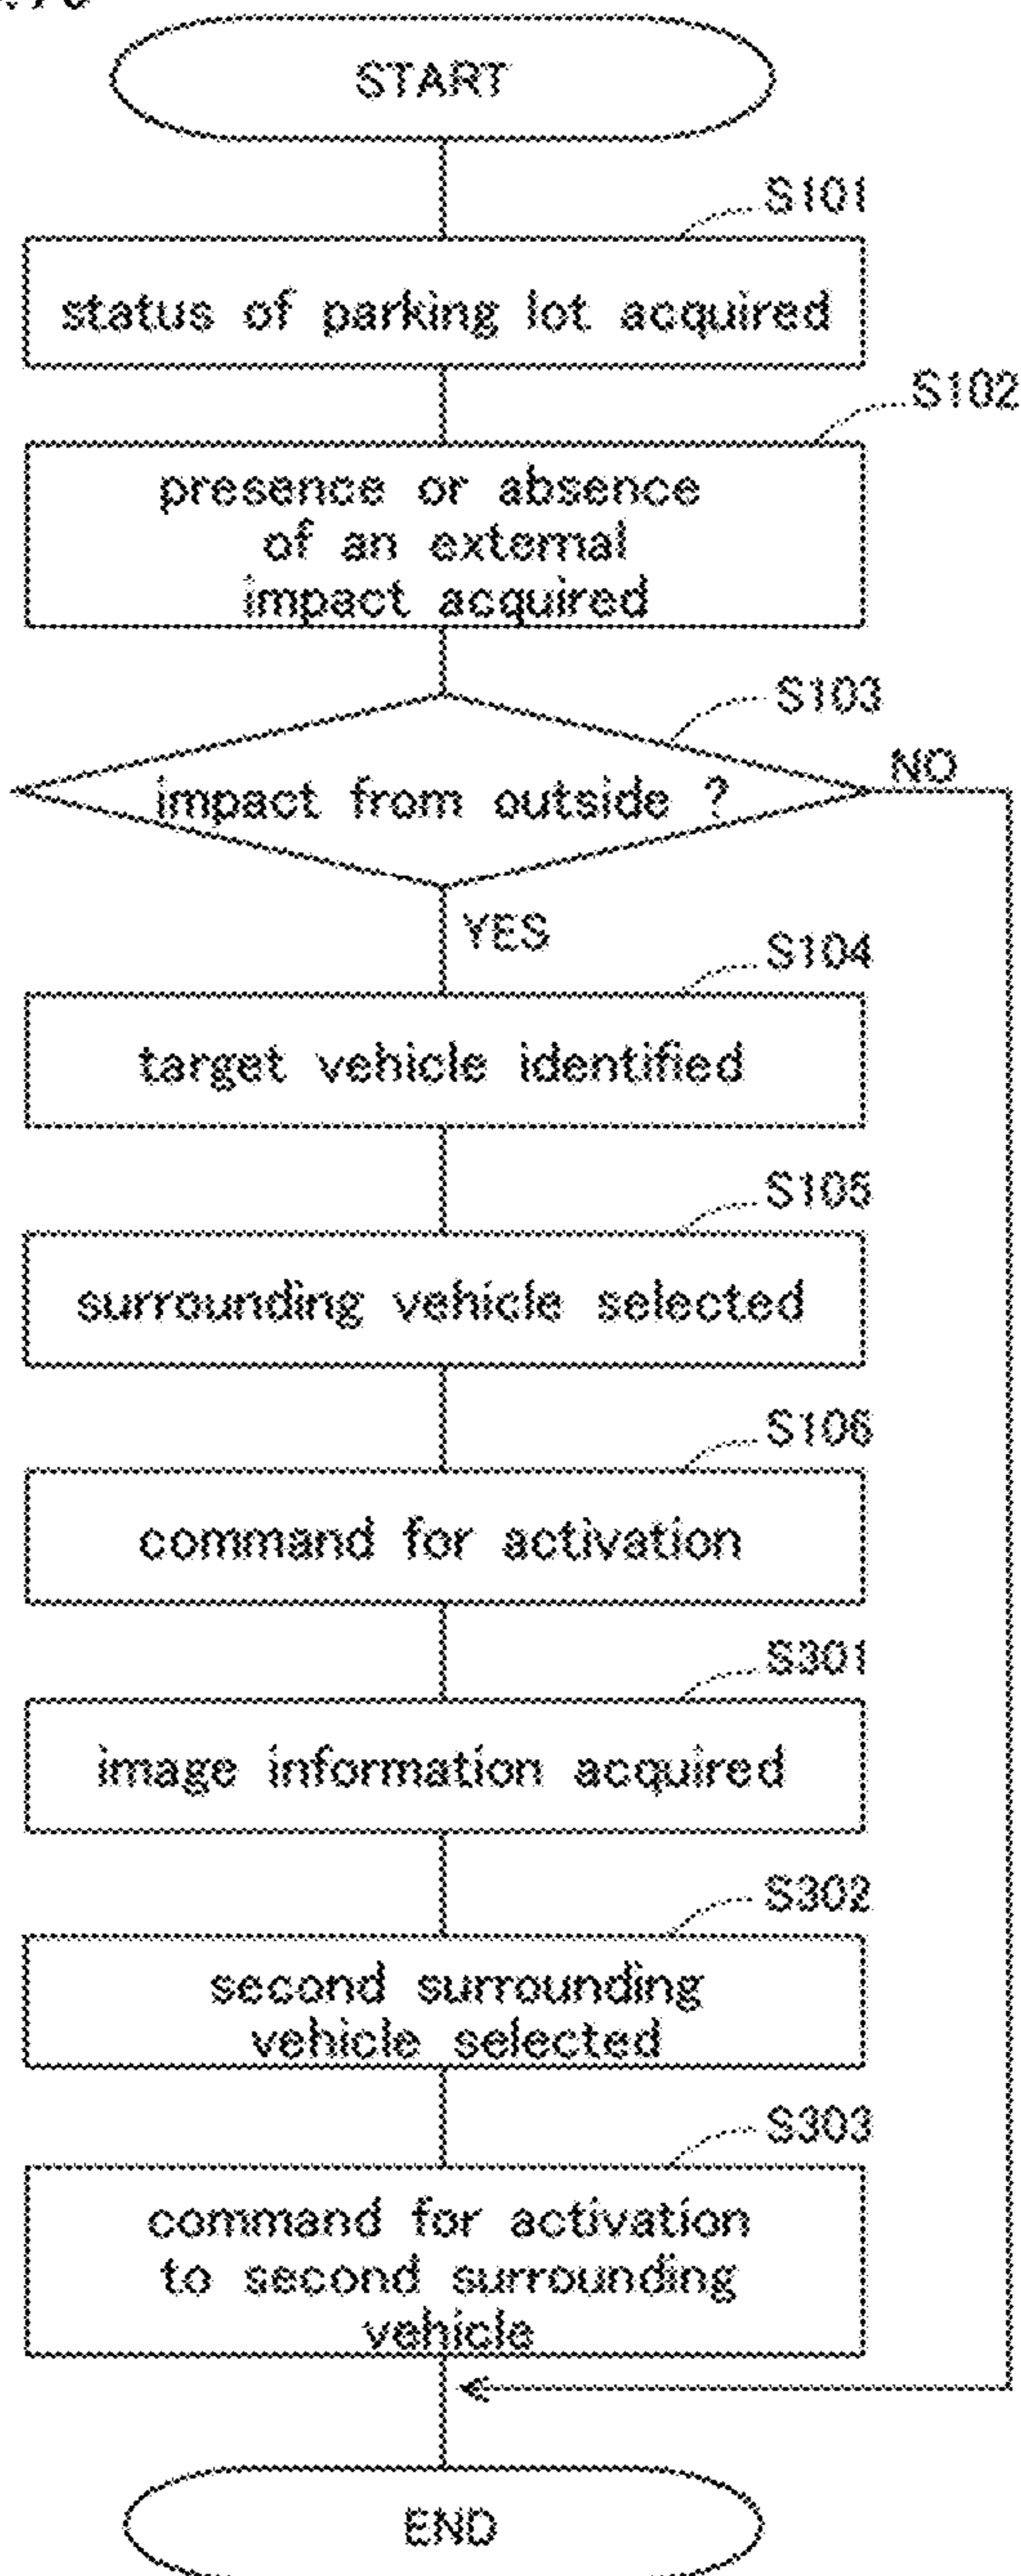 START
S101
status of parking lot acquired
S102
presence or absence
of an external
impact acquired
S103
impact from outside ?
NO
YES
S104
target vehicle identified
S105
surrounding vehicle selected
S106
command for activation
S301
image information acquired
S302
second surrounding
vehicle selected
S303
command for activation
to second surrounding
vehicle
END